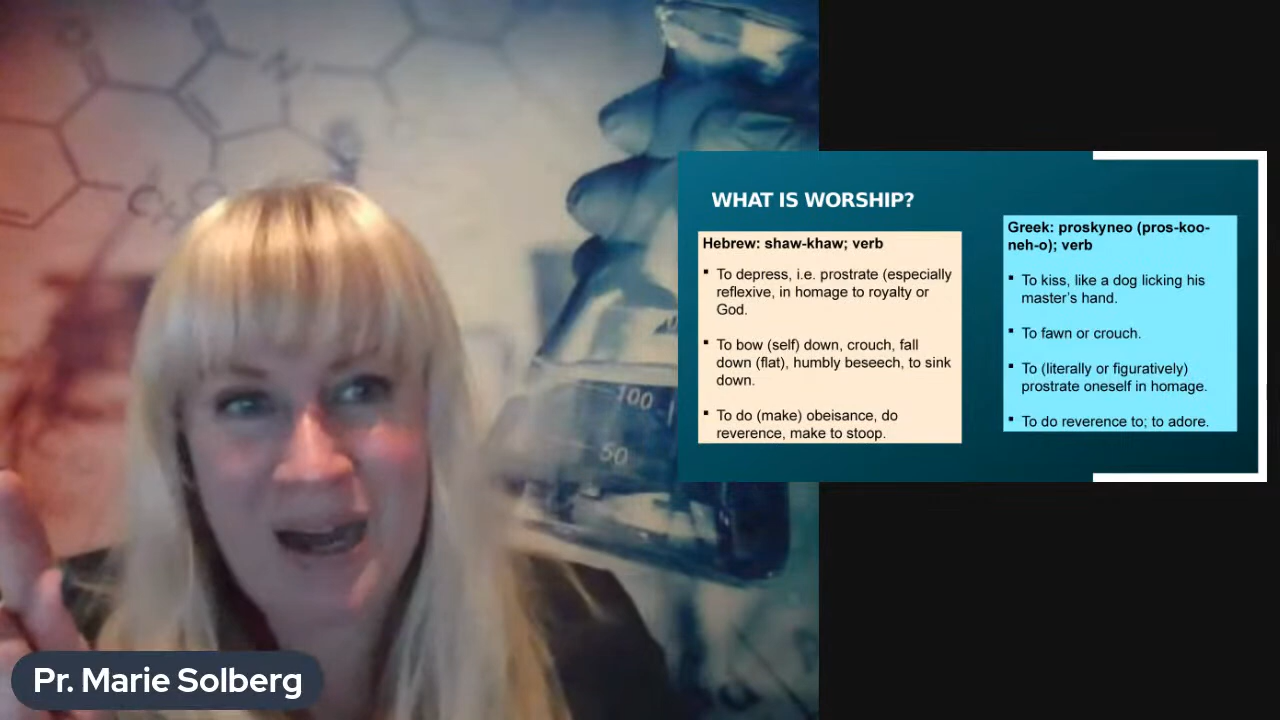 WHAT IS WORSHIP?
Hebrew: shaw-khaw; verb
▪ To depress, i.e. prostrate (especially
reflexive, in homage to royalty or
God.
▪ To bow (self) down, crouch, fall
down (flat), humbly beseech, to sink
down.
▪ To do (make) obeisance, do
reverence, make to stoop.
Greek: proskyneo (pros-koo-
neh-o); verb
▪ To kiss, like a dog licking his
master’s hand.
▪ To fawn or crouch.
▪ To (literally or figuratively)
prostrate oneself in homage.
▪ To do reverence to; to adore.
100
50
Pr. Marie Solberg